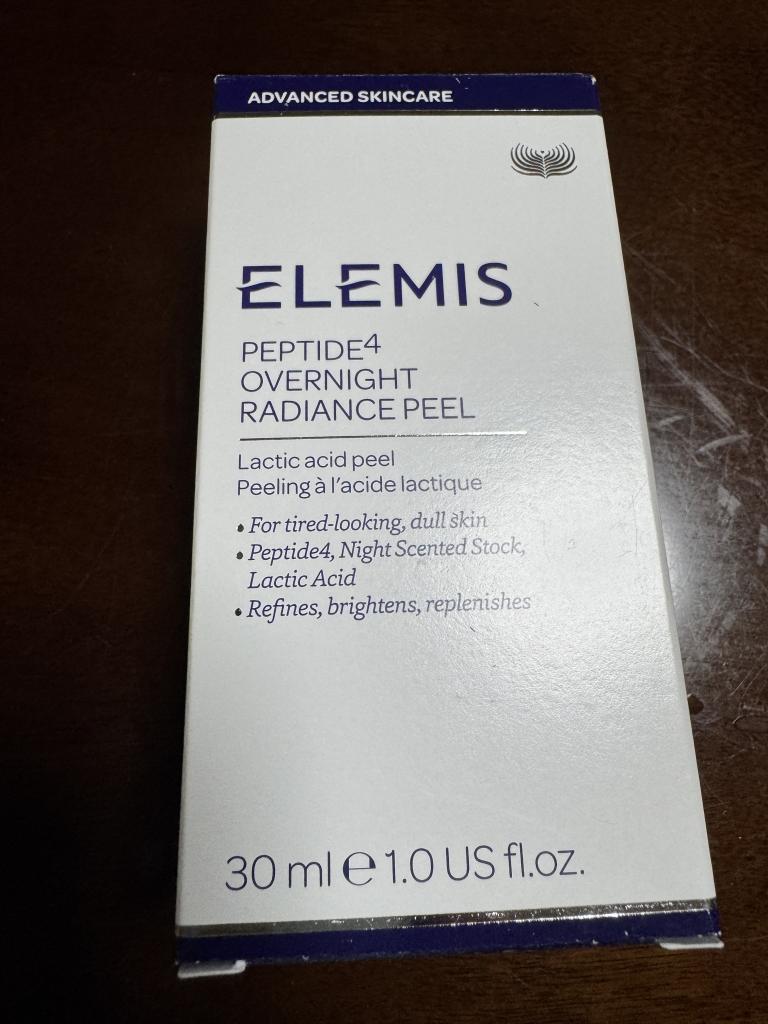 ADVANCED SKINCARE
ELEMIS
PEPTIDE4
OVERNIGHT
RADIANCE PEEL
Lactic acid peel
Peeling à l'acide lactique
• For tired-looking, dull skin
• Peptide4, Night Scented Stock,
Lactic Acid
• Refines, brightens, replenishes
30 ml ℮ 1.0 US fl.oz.